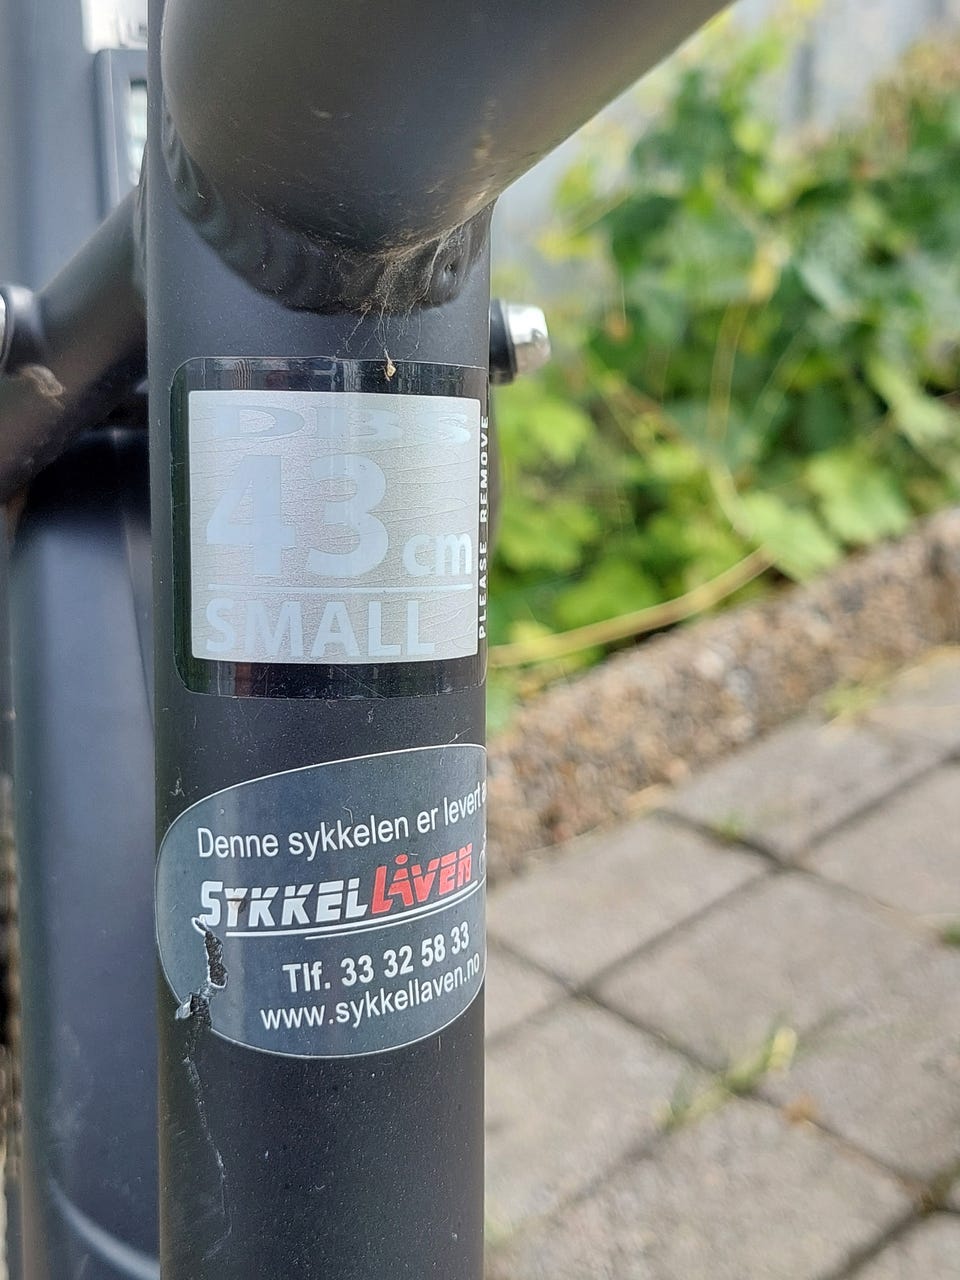 DBS
43 cm
SMALL
PLEASE REMOVE
Denne sykkelen er levert
SYKKELLÅVEN
Tlf. 33 32 58 33
www.sykkellaven.no